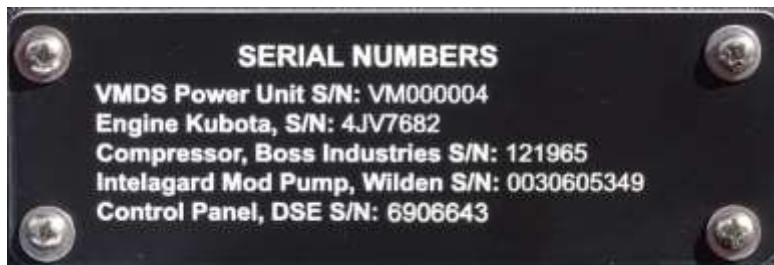 SERIAL NUMBERS
VMDS Power Unit S/N: VM000004
Engine Kubota, S/N: 4JV7682
Compressor, Boss Industries S/N: 121965
Intelagard Mod Pump, Wilden S/N: 0030605349
Control Panel, DSE S/N: 6906643